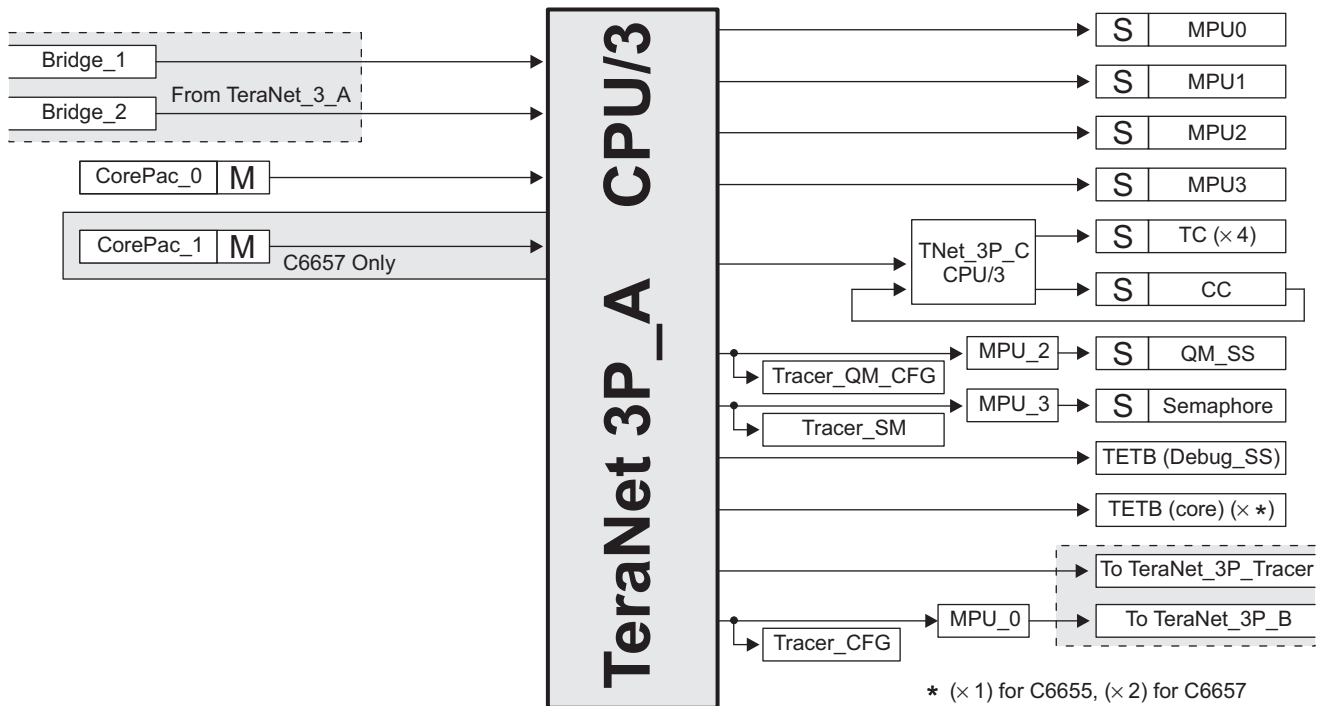 Bridge_1
From TeraNet_3_A
Bridge_2
CorePac_0 M
CorePac_1 M
C6657 Only
TeraNet 3P_A CPU/3
S MPU0
S MPU1
S MPU2
S MPU3
TNet_3P_C
CPU/3
S TC (× 4)
S CC
MPU_2
S QM_SS
Tracer_QM_CFG
MPU_3
S Semaphore
Tracer_SM
TETB (Debug_SS)
TETB (core) (× *)
To TeraNet_3P_Tracer
MPU_0
To TeraNet_3P_B
Tracer_CFG
* (× 1) for C6655, (× 2) for C6657